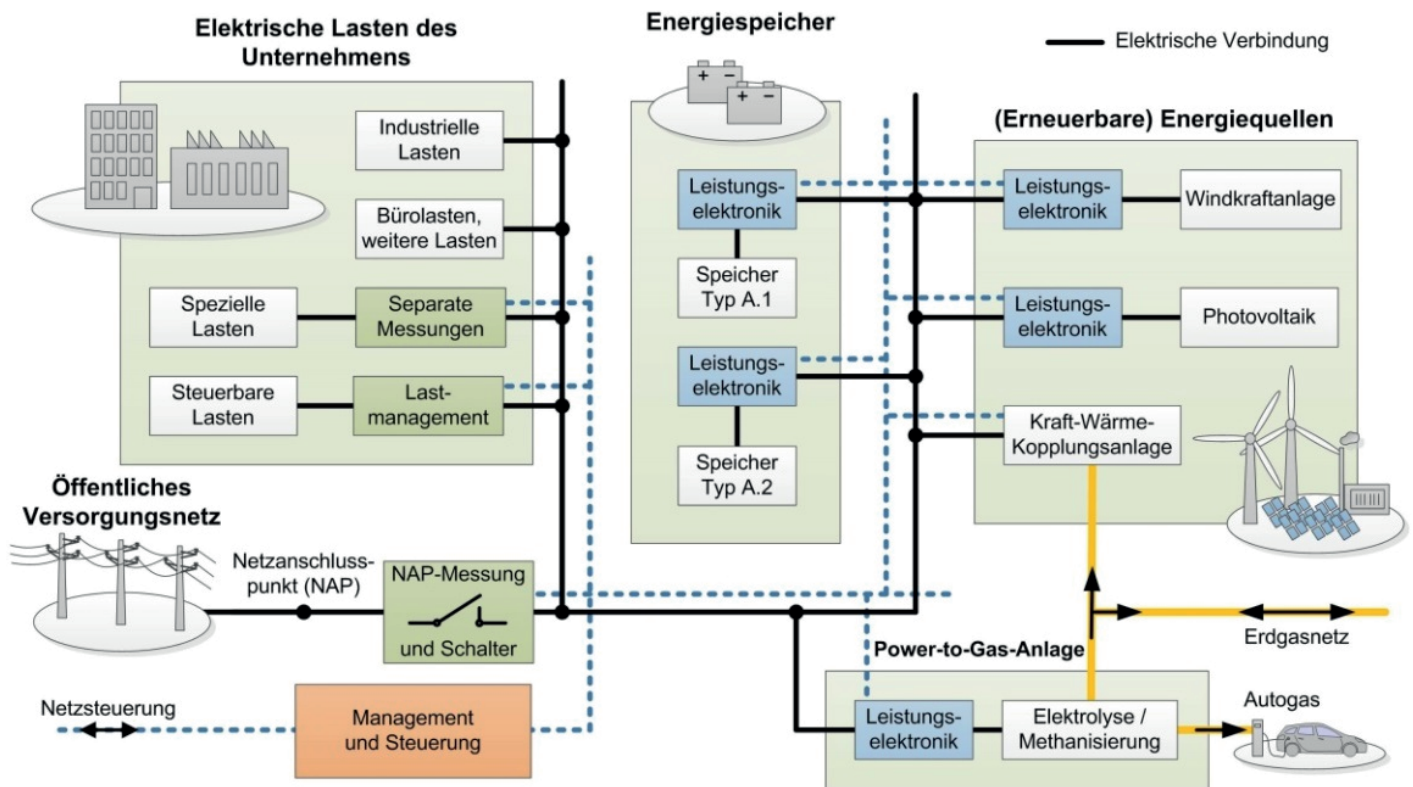 Elektrische Lasten des
Unternehmens
Energiespeicher
Elektrische Verbindung
(Erneuerbare) Energiequellen
Industrielle
Lasten
Bürolasten,
weitere Lasten
Spezielle
Lasten
Separate
Messungen
Steuerbare
Lasten
Last-
management
+ −
+ −
Leistungs-
elektronik
Speicher
Typ A.1
Leistungs-
elektronik
Speicher
Typ A.2
Leistungs-
elektronik
Windkraftanlage
Leistungs-
elektronik
Photovoltaik
Kraft-Wärme-
Kopplungsanlage
Öffentliches
Versorgungsnetz
Netzanschluss-
punkt (NAP)
NAP-Messung
und Schalter
Erdgasnetz
Power-to-Gas-Anlage
Netzsteuerung
Management
und Steuerung
Leistungs-
elektronik
Elektrolyse /
Methanisierung
Autogas